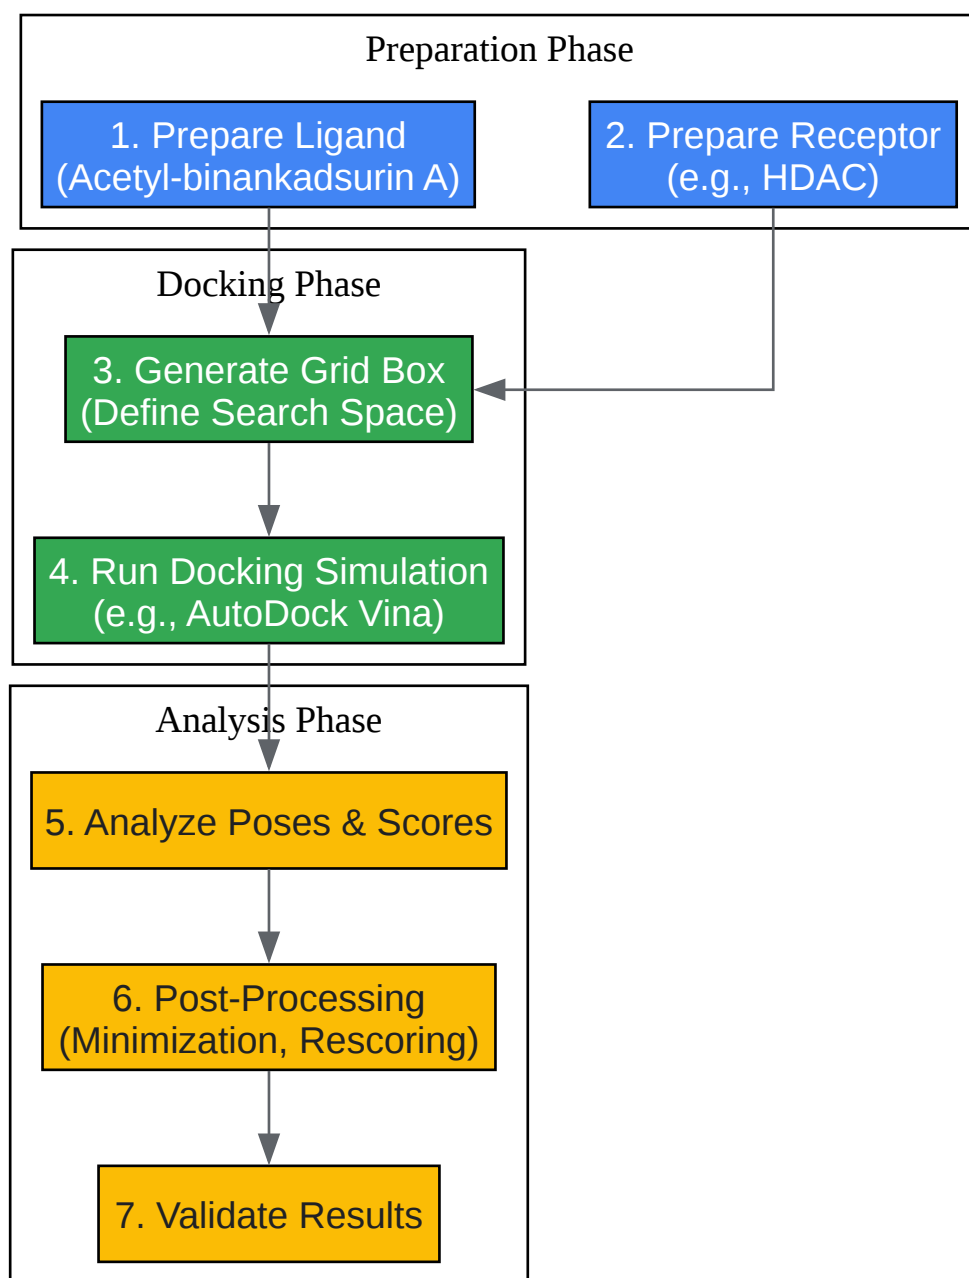 Preparation Phase
1. Prepare Ligand
(Acetyl-binankadsurin A)
2. Prepare Receptor
(e.g., HDAC)
Docking Phase
3. Generate Grid Box
(Define Search Space)
4. Run Docking Simulation
(e.g., AutoDock Vina)
Analysis Phase
5. Analyze Poses & Scores
6. Post-Processing
(Minimization, Rescoring)
7. Validate Results